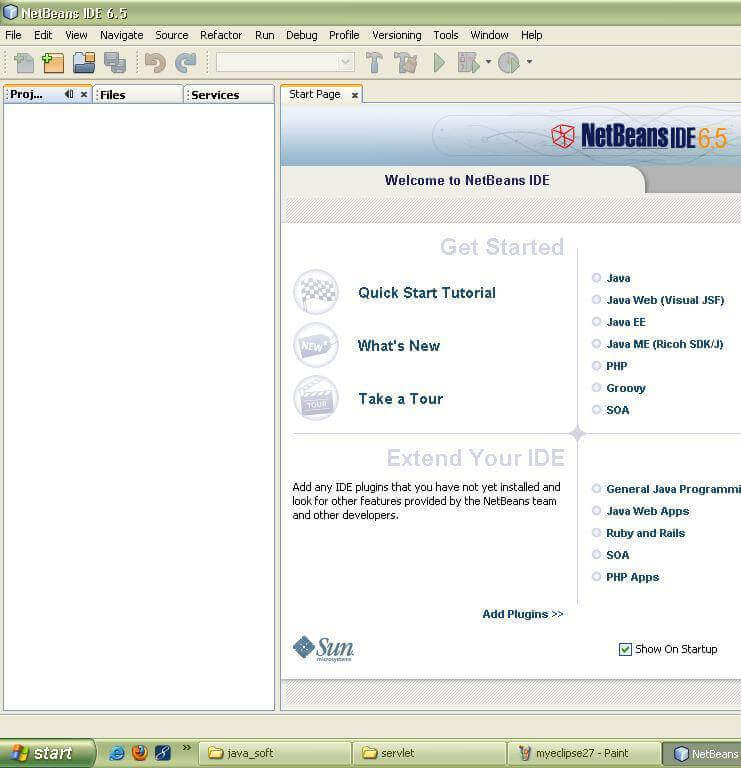 NetBeans IDE 6.5
File Edit View Navigate Source Refactor Run Debug Profile Versioning Tools Window Help
Proj... Files Services Start Page
NetBeans IDE 6.5
Welcome to NetBeans IDE
Get Started
Quick Start Tutorial
NEW What's New
TOUR Take a Tour
Java
Java Web (Visual JSF)
Java EE
Java ME (Ricoh SDK/J)
PHP
Groovy
SOA
Extend Your IDE
Add any IDE plugins that you have not yet installed and
look for other features provided by the NetBeans team
and other developers.
General Java Programmi
Java Web Apps
Ruby and Rails
SOA
PHP Apps
Add Plugins >>
Sun
microsystems
Show On Startup
start » java_soft servlet myeclipse27 - Paint NetBeans